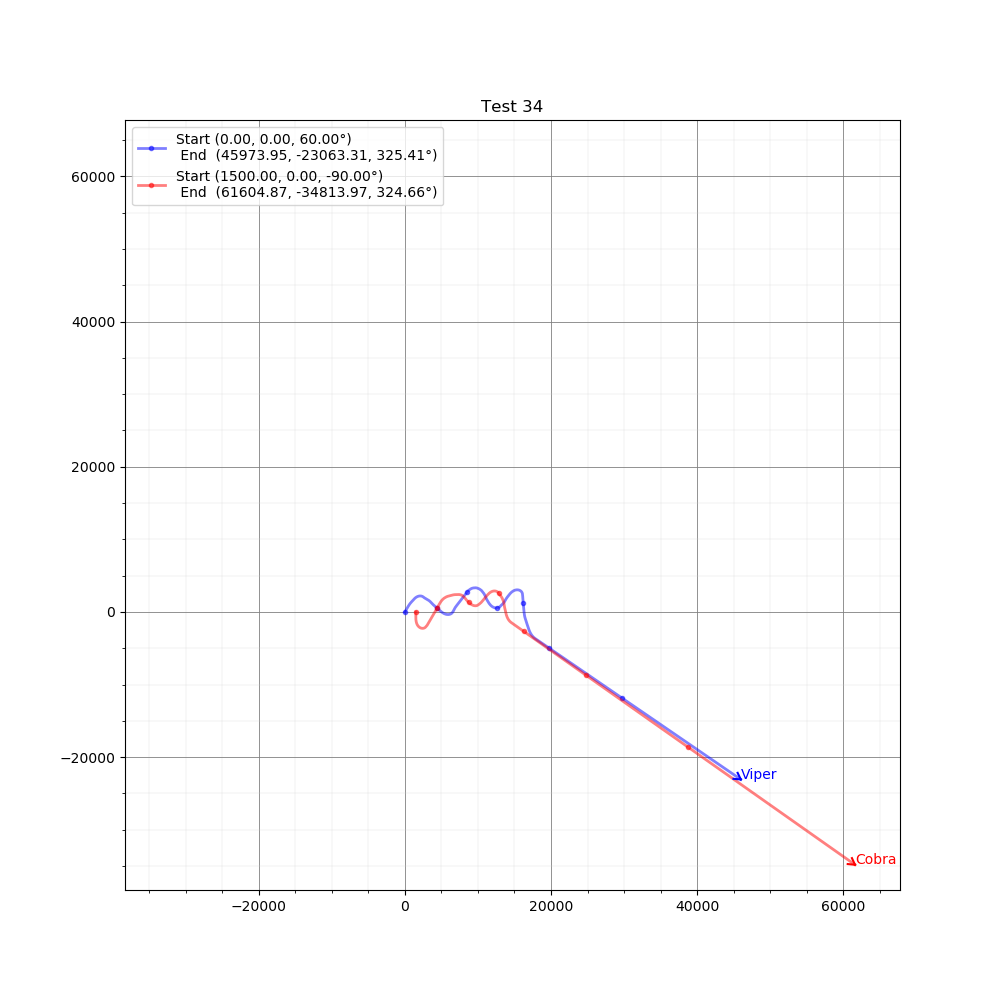 Test 34
Start (0.00, 0.00, 60.00°)
End (45973.95, -23063.31, 325.41°)
Start (1500.00, 0.00, -90.00°)
End (61604.87, -34813.97, 324.66°)
60000
40000
20000
0
−20000
Viper
Cobra
−20000 0 20000 40000 60000